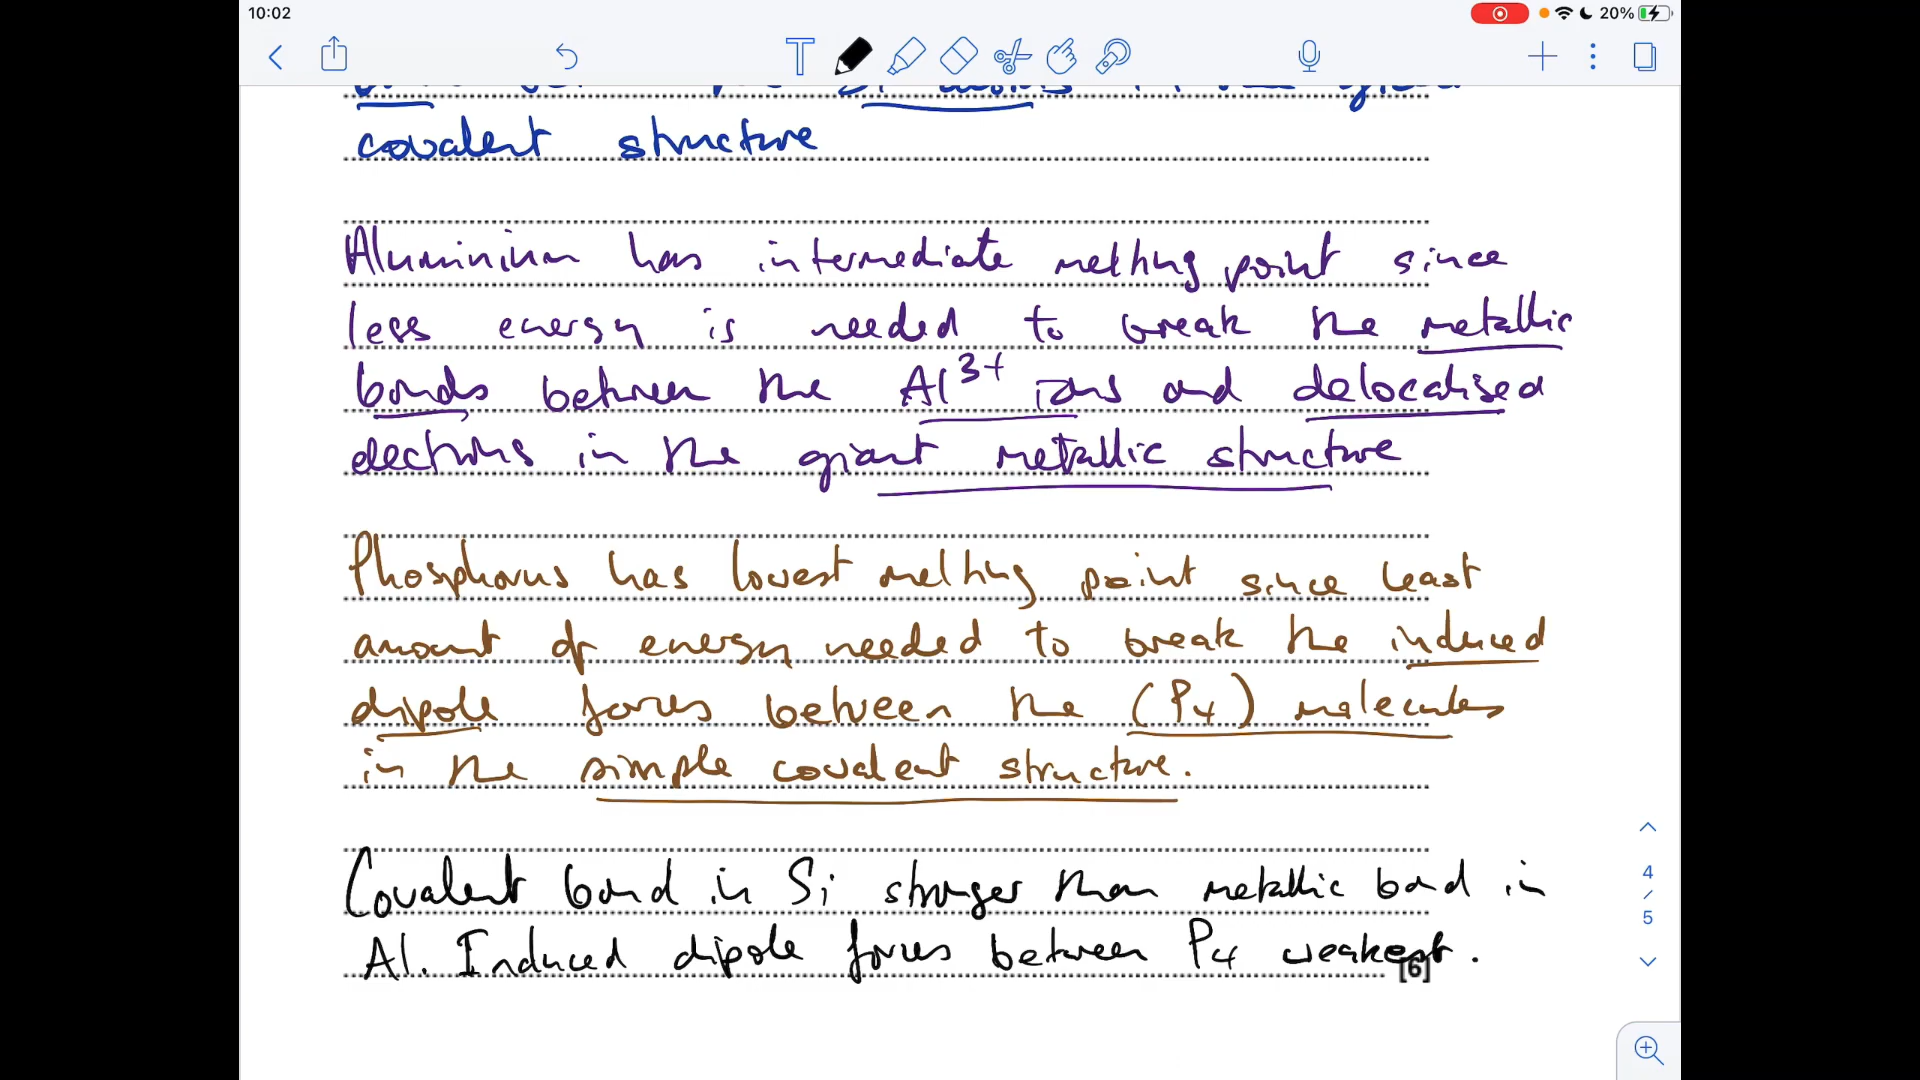 10:02
20%
Si atoms
covalent structure
Aluminium has intermediate melting point since
less energy is needed to break the metallic
bonds between the Al³⁺ ions and delocalised
electrons in the giant metallic structure
Phosphorus has lowest melting point since least
amount of energy needed to break the induced
dipole forces between the (P₄) molecules
in the simple covalent structure.
Covalent bond in Si stronger than metallic bond in
Al. Induced dipole forces between P₄ weakest.
[6]
4
/
5